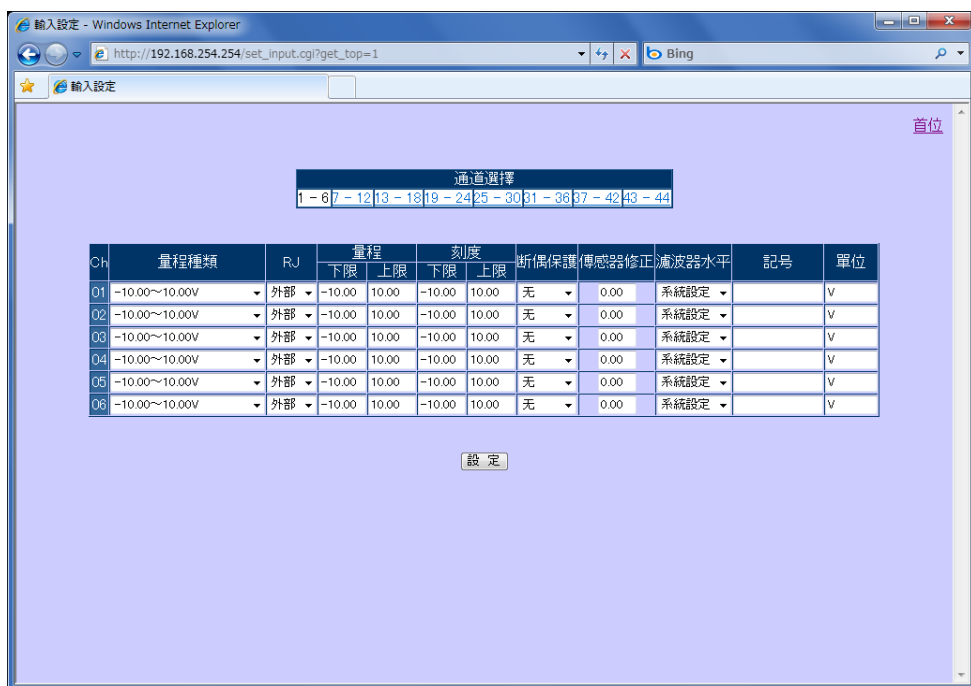 輸入設定 - Windows Internet Explorer
http://192.168.254.254/set_input.cgi?get_top=1
Bing
輸入設定
首位
通道選擇
1 - 6 7 - 12 13 - 18 19 - 24 25 - 30 31 - 36 37 - 42 43 - 44
Ch 量程種類 RJ 量程 刻度 断偶保護 傳感器修正 濾波器水平 記号 單位
下限 上限 下限 上限
01 -10.00~10.00V 外部 -10.00 10.00 -10.00 10.00 无 0.00 系統設定 V
02 -10.00~10.00V 外部 -10.00 10.00 -10.00 10.00 无 0.00 系統設定 V
03 -10.00~10.00V 外部 -10.00 10.00 -10.00 10.00 无 0.00 系統設定 V
04 -10.00~10.00V 外部 -10.00 10.00 -10.00 10.00 无 0.00 系統設定 V
05 -10.00~10.00V 外部 -10.00 10.00 -10.00 10.00 无 0.00 系統設定 V
06 -10.00~10.00V 外部 -10.00 10.00 -10.00 10.00 无 0.00 系統設定 V
設 定